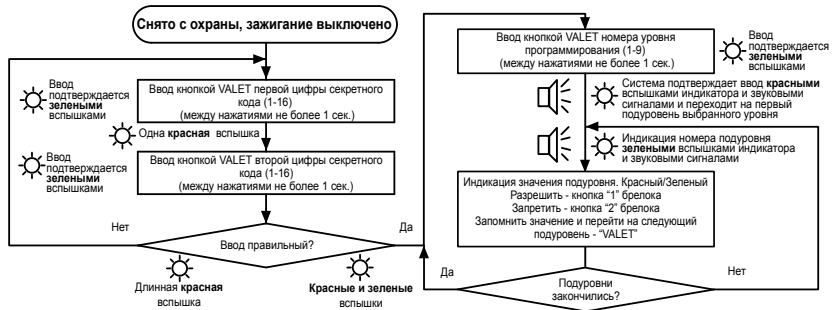 Снято с охраны, зажигание выключено
Ввод
подтверждается
зелеными
вспышками
Ввод кнопкой VALET первой цифры секретного
кода (1-16)
(между нажатиями не более 1 сек.)
Одна красная вспышка
Ввод
подтверждается
зелеными
вспышками
Ввод кнопкой VALET второй цифры секретного
кода (1-16)
(между нажатиями не более 1 сек.)
Нет
Ввод правильный?
Да
Длинная красная
вспышка
Красные и зеленые
вспышки
Ввод кнопкой VALET номера уровня
программирования (1-9)
(между нажатиями не более 1 сек.)
Ввод
подтверждается
зелеными
вспышками
Система подтверждает ввод красными
вспышками индикатора и звуковыми
сигналами и переходит на первый
подуровень выбранного уровня
Индикация номера подуровня
зелеными вспышками индикатора
и звуковыми сигналами
Индикация значения подуровня. Красный/Зеленый
Разрешить - кнопка “1” брелока
Запретить - кнопка “2” брелока
Запомнить значение и перейти на следующий
подуровень - “VALET”
Да
Подуровни
закончились?
Нет